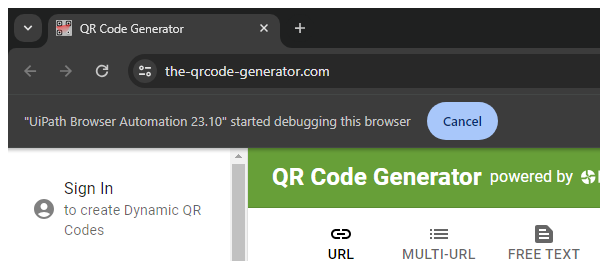 QR Code Generator
the-qrcode-generator.com
"UiPath Browser Automation 23.10" started debugging this browser
Cancel
Sign In
to create Dynamic QR
Codes
QR Code Generator powered by
URL
MULTI-URL
FREE TEXT